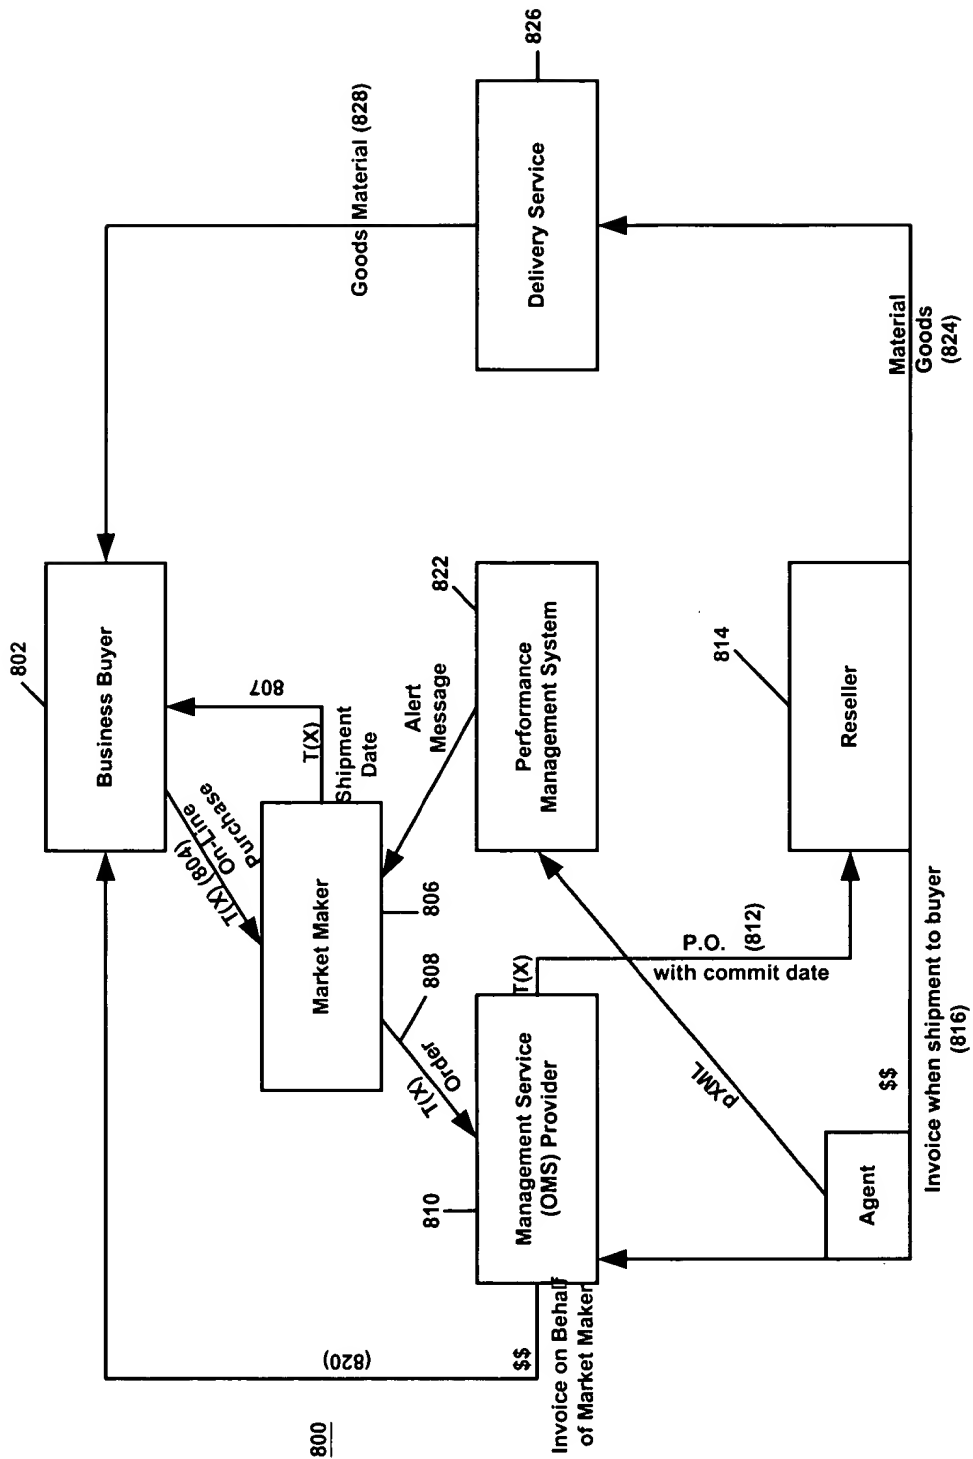 800
802
Business Buyer
(820)
T(X) (804)
On-Line
Purchase
807
T(X)
Shipment
Date
Goods Material (828)
Market Maker
806
808
T(X)
Order
Alert
Message
822
Performance
Management System
810
Management Service
(OMS) Provider
$$
Invoice on Behalf
of Market Maker
T(X)
P.O.
(812)
with commit date
pXML
826
Delivery Service
814
Reseller
Agent
$$
Invoice when shipment to buyer
(816)
Material
Goods
(824)